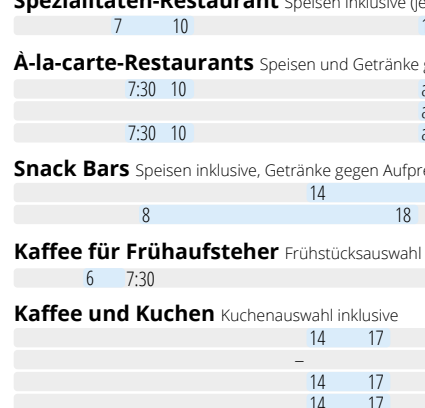 Spezialitäten-Restaurant Speisen inklusive
7 10
À-la-carte-Restaurants Speisen und Getränke
7:30 10

7:30 10
Snack Bars Speisen inklusive, Getränke gegen
14
8 18
Kaffee für Frühaufsteher Frühstücksauswahl
6 7:30
Kaffee und Kuchen Kuchenauswahl inklusive
14 17
–
14 17
14 17